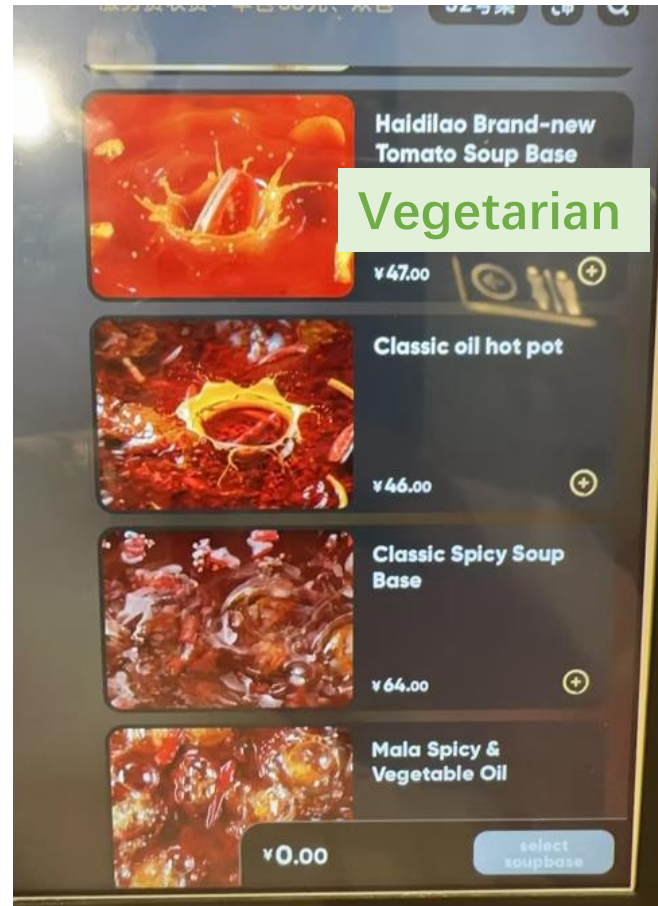 Haidilao Brand-new
Tomato Soup Base
Vegetarian
¥47.00
Classic oil hot pot
¥46.00
Classic Spicy Soup
Base
¥64.00
Mala Spicy &
Vegetable Oil
¥0.00
select
soupbase